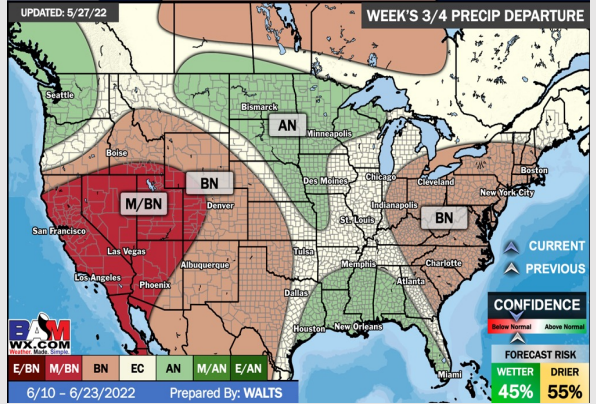 UPDATED: 5/27/22
WEEK'S 3/4 PRECIP DEPARTURE
Seattle
Bismarck
AN
Minneapolis
Boise
Boston
Des Moines
Chicago
Cleveland
New York City
M/BN
BN
Denver
Indianapolis
BN
San Francisco
St. Louis
Las Vegas
Tulsa
Albuquerque
Memphis
Charlotte
Los Angeles
Phoenix
Atlanta
Dallas
Houston
New Orleans
Miami
CURRENT
PREVIOUS
CONFIDENCE
Below Normal
Above Normal
FORECAST RISK
WETTER
DRIER
45%
55%
BAM
WX.COM
Weather. Made. Simple.
E/BN M/BN BN EC AN M/AN E/AN
6/10 – 6/23/2022 Prepared By: WALTS